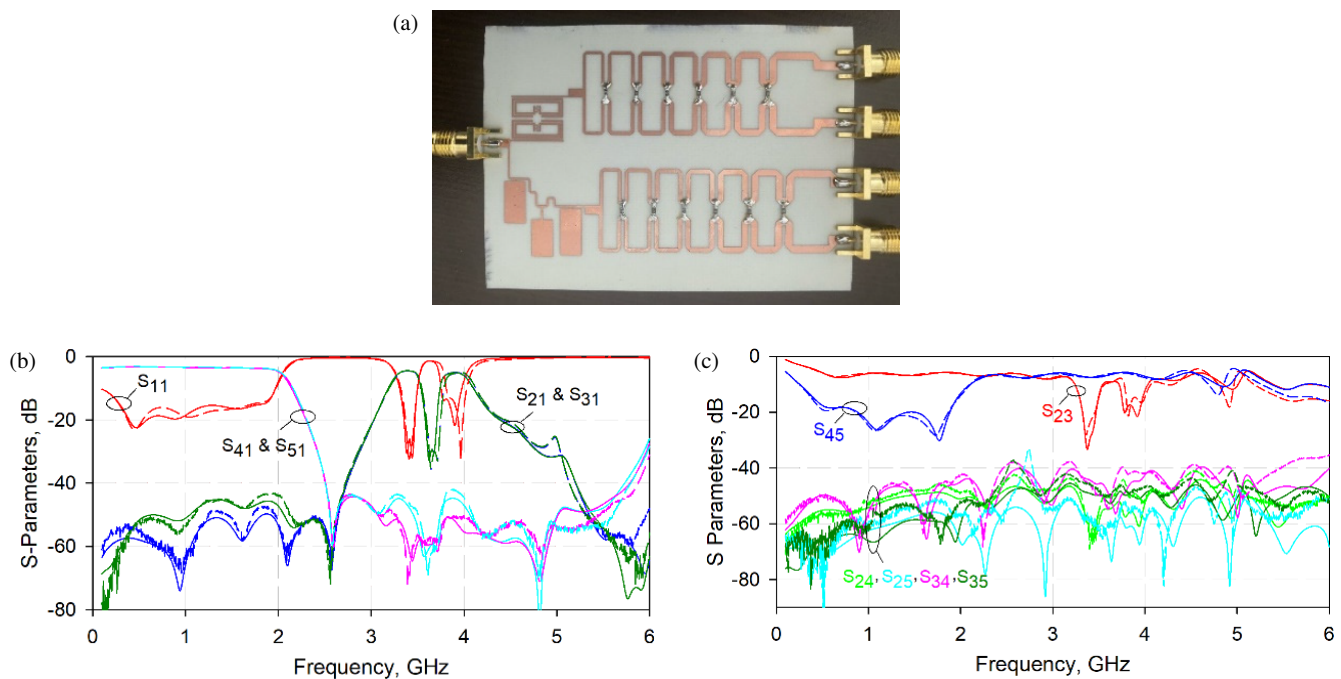 (a)
(b)
0
-20
-40
-60
-80
S-Parameters, dB
S11
S41 & S51
S21 & S31
0 1 2 3 4 5 6
Frequency, GHz
(c)
0
-20
-40
-60
-80
S Parameters, dB
S45
S23
S24, S25, S34, S35
1 2 3 4 5 6
Frequency, GHz